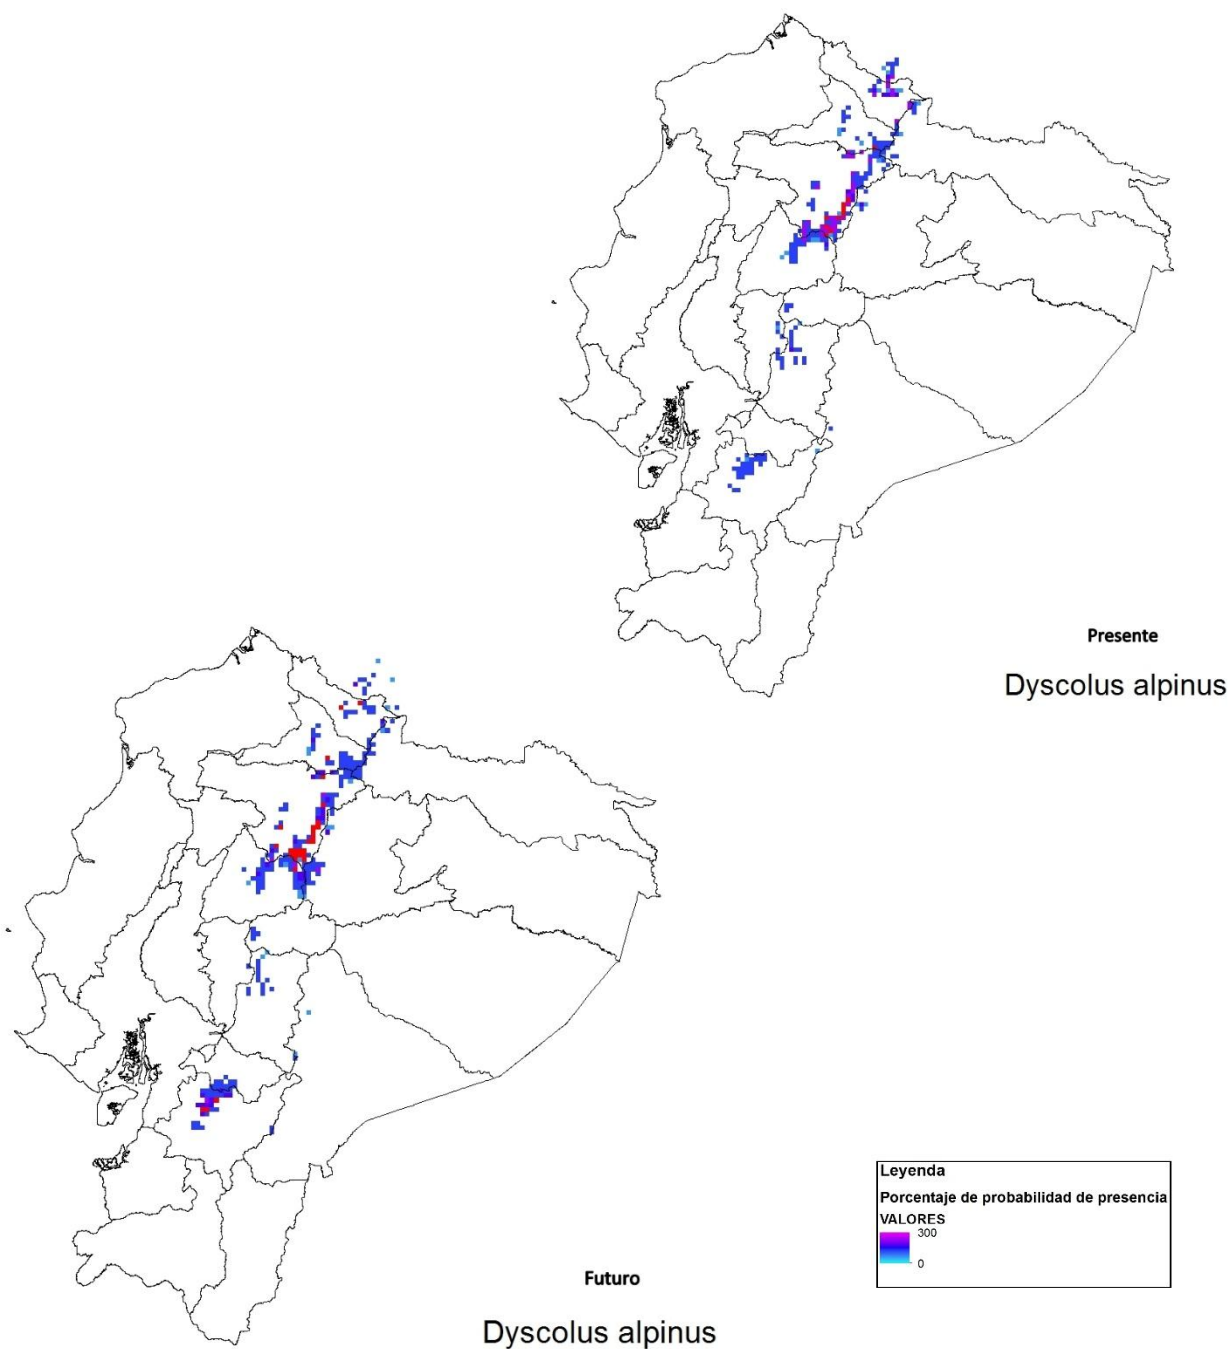 Presente
Dyscolus alpinus
Leyenda
Porcentaje de probabilidad de presencia
VALORES
300
0
Futuro
Dyscolus alpinus